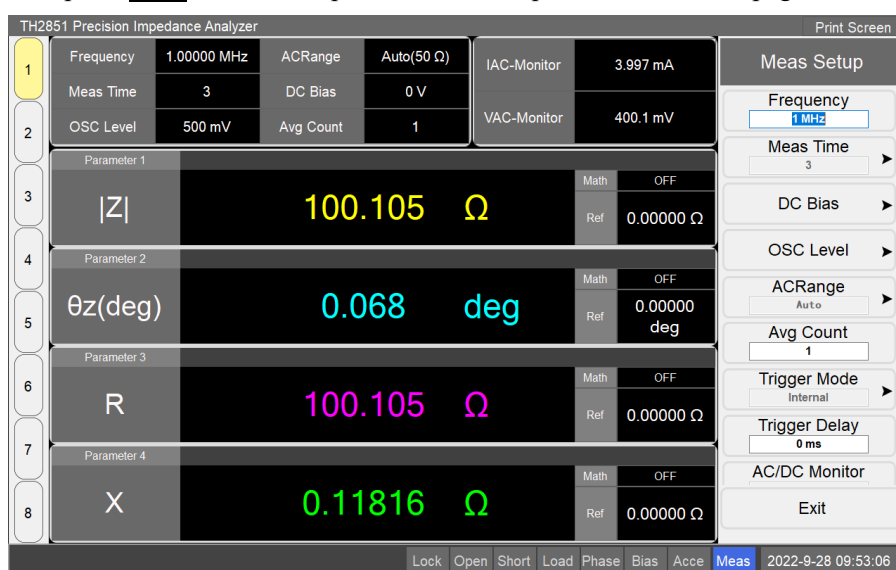 TH2851 Precision Impedance Analyzer
Print Screen
1
2
3
4
5
6
7
8
Frequency 1.00000 MHz ACRange Auto(50 Ω)
Meas Time 3 DC Bias 0 V
OSC Level 500 mV Avg Count 1
IAC-Monitor 3.997 mA
VAC-Monitor 400.1 mV
Parameter 1
|Z| 100.105 Ω
Math OFF
Ref 0.00000 Ω
Parameter 2
θz(deg) 0.068 deg
Math OFF
Ref 0.00000
deg
Parameter 3
R 100.105 Ω
Math OFF
Ref 0.00000 Ω
Parameter 4
X 0.11816 Ω
Math OFF
Ref 0.00000 Ω
Meas Setup
Frequency
1 MHz
Meas Time
3
DC Bias
OSC Level
ACRange
Auto
Avg Count
1
Trigger Mode
Internal
Trigger Delay
0 ms
AC/DC Monitor
Exit
Lock Open Short Load Phase Bias Acce Meas 2022-9-28 09:53:06